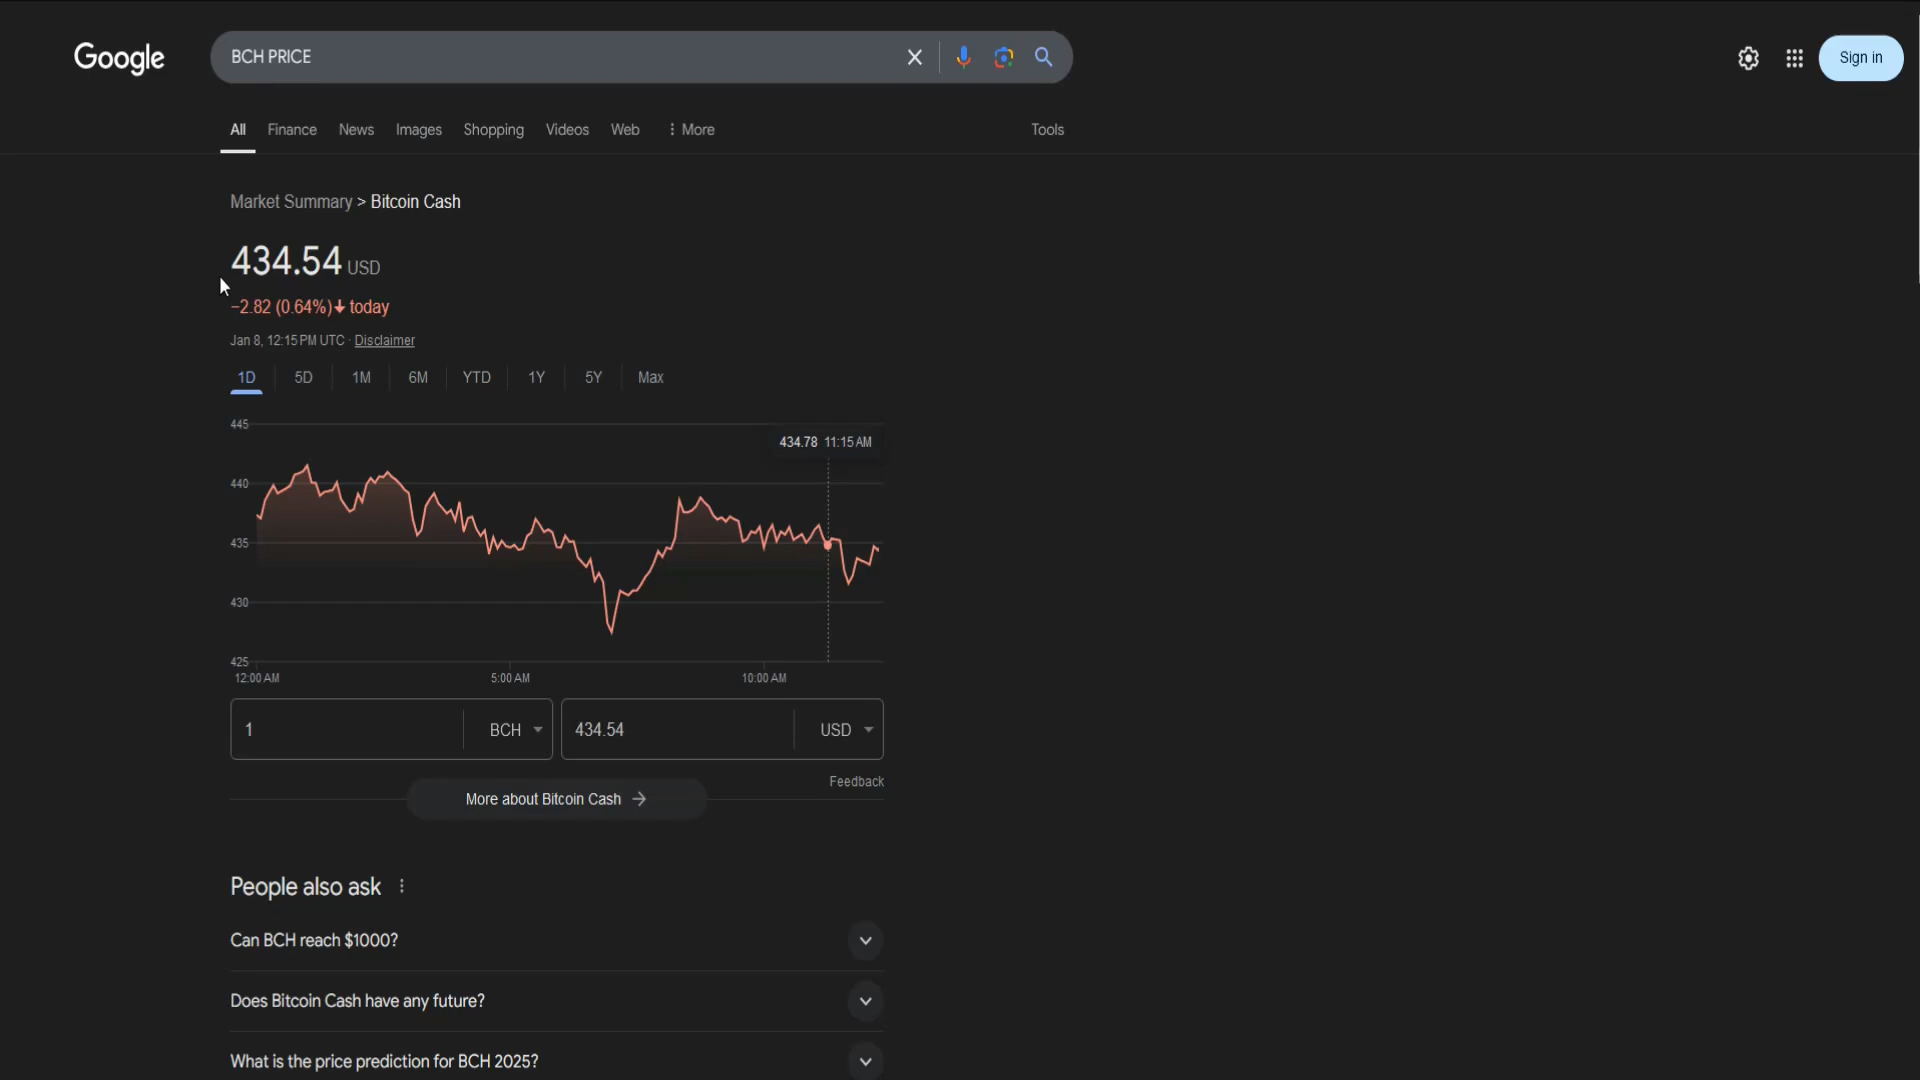 Google
BCH PRICE
Sign in
All Finance News Images Shopping Videos Web More Tools
Market Summary > Bitcoin Cash
434.54 USD
−2.82 (0.64%) today
Jan 8, 12:15 PM UTC · Disclaimer
1D 5D 1M 6M YTD 1Y 5Y Max
445
434.78 11:15 AM
440
435
430
425
12:00 AM 5:00 AM 10:00 AM
1 BCH 434.54 USD
Feedback
More about Bitcoin Cash
People also ask
Can BCH reach $1000?
Does Bitcoin Cash have any future?
What is the price prediction for BCH 2025?